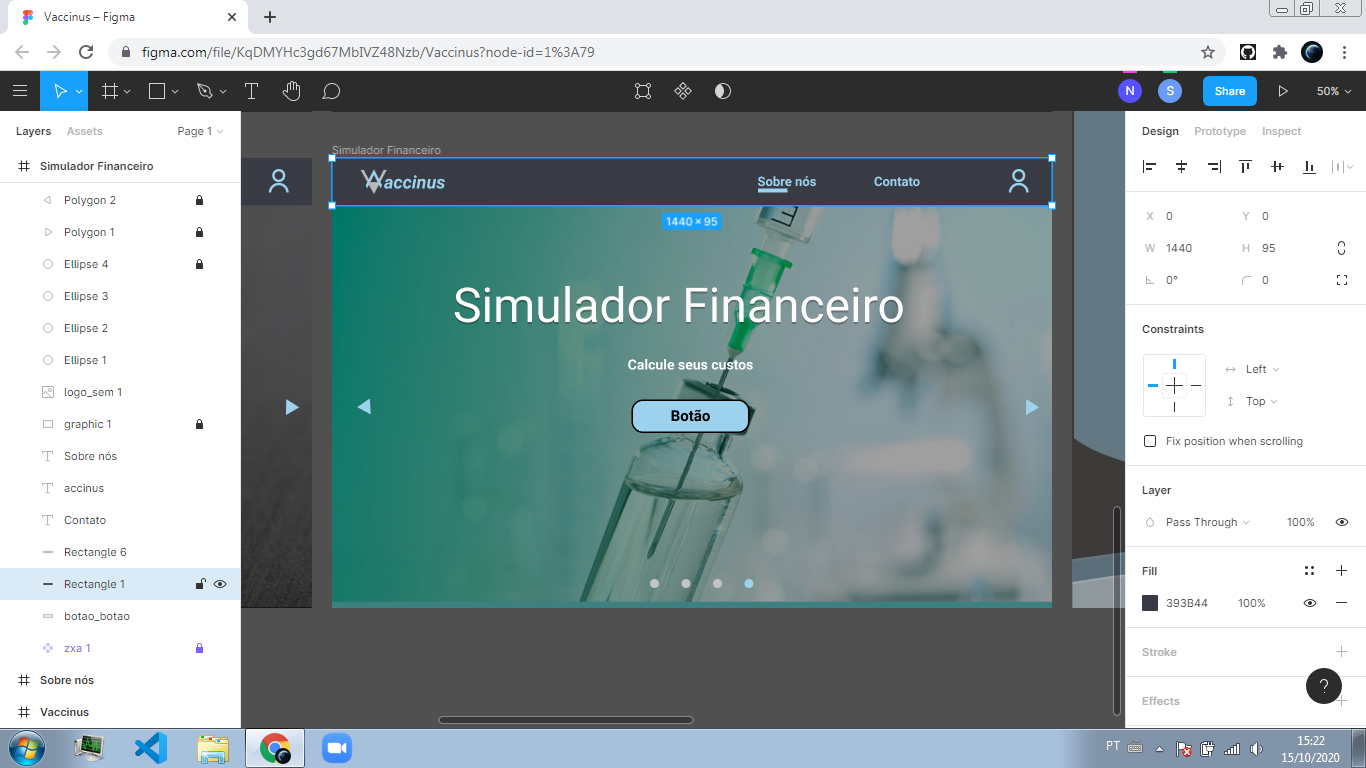 Vaccinus – Figma
figma.com/file/KqDMYHc3gd67MbIVZ48Nzb/Vaccinus?node-id=1%3A79
N
S
Share
50%
Layers
Assets
Page 1
Simulador Financeiro
Polygon 2
Polygon 1
Ellipse 4
Ellipse 3
Ellipse 2
Ellipse 1
logo_sem 1
graphic 1
Sobre nós
accinus
Contato
Rectangle 6
Rectangle 1
botao_botao
zxa 1
Sobre nós
Vaccinus
Simulador Financeiro
Vaccinus
Sobre nós
Contato
1440 × 95
Simulador Financeiro
Calcule seus custos
Botão
Design
Prototype
Inspect
X 0
Y 0
W 1440
H 95
0°
0
Constraints
Left
Top
Fix position when scrolling
Layer
Pass Through
100%
Fill
393B44
100%
Stroke
Effects
?
PT
15:22
15/10/2020